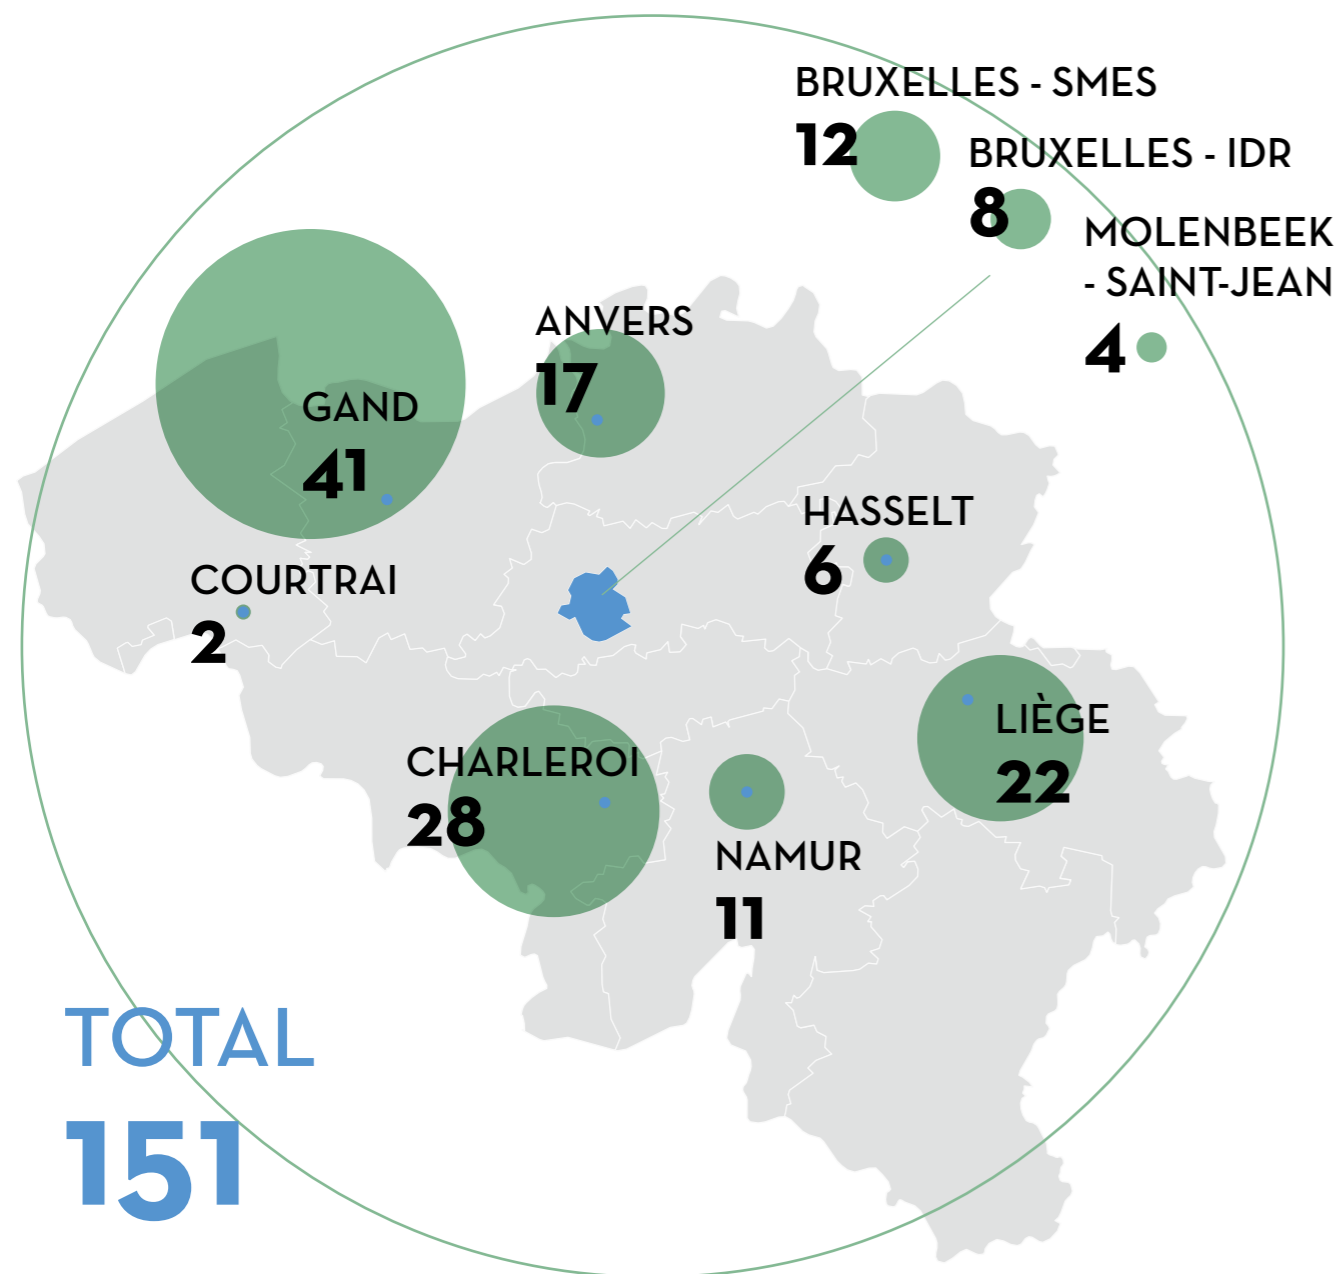 BRUXELLES - SMES
12
BRUXELLES - IDR
8
MOLENBEEK
- SAINT-JEAN
4
ANVERS
17
GAND
41
HASSELT
6
COURTRAI
2
LIÈGE
22
CHARLEROI
28
NAMUR
11
TOTAL
151